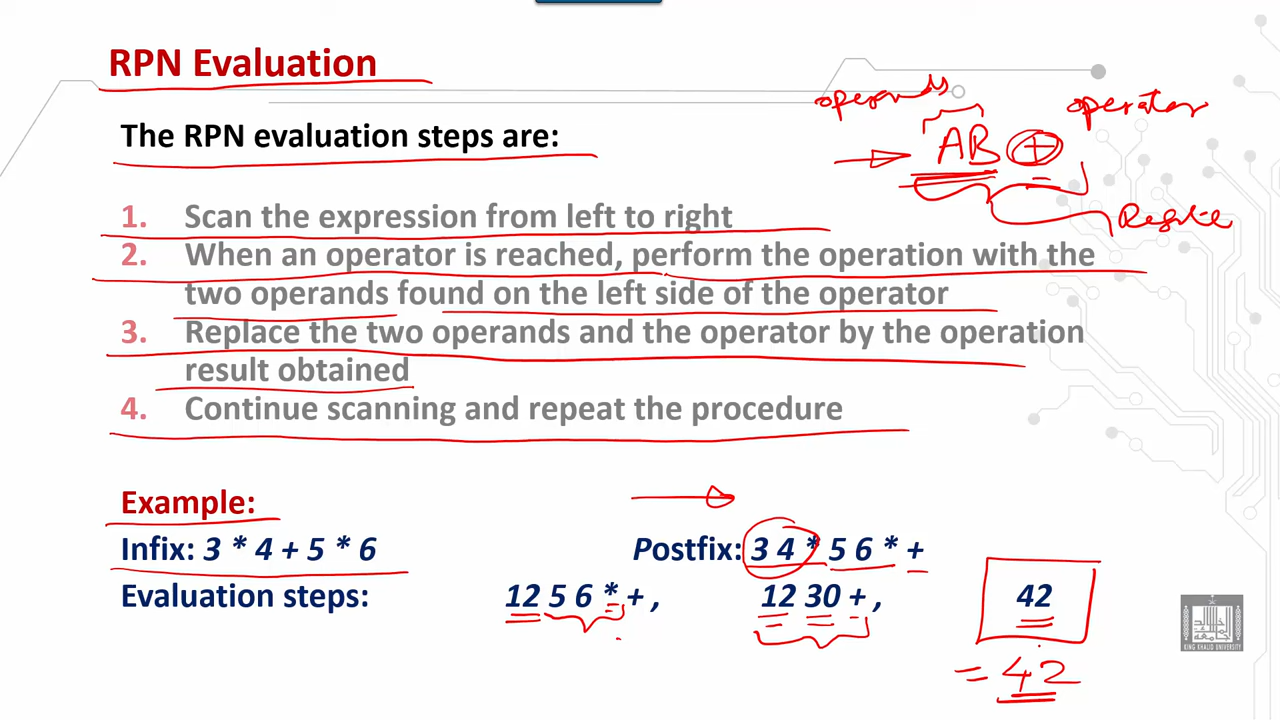 RPN Evaluation
operands
operator
The RPN evaluation steps are:
AB +
1. Scan the expression from left to right
2. When an operator is reached, perform the operation with the
two operands found on the left side of the operator
3. Replace the two operands and the operator by the operation
result obtained
4. Continue scanning and repeat the procedure
Example:
Infix: 3 * 4 + 5 * 6 Postfix: 3 4 * 5 6 * +
Evaluation steps: 12 5 6 * + , 12 30 + , 42
= 42
KING KHALID UNIVERSITY